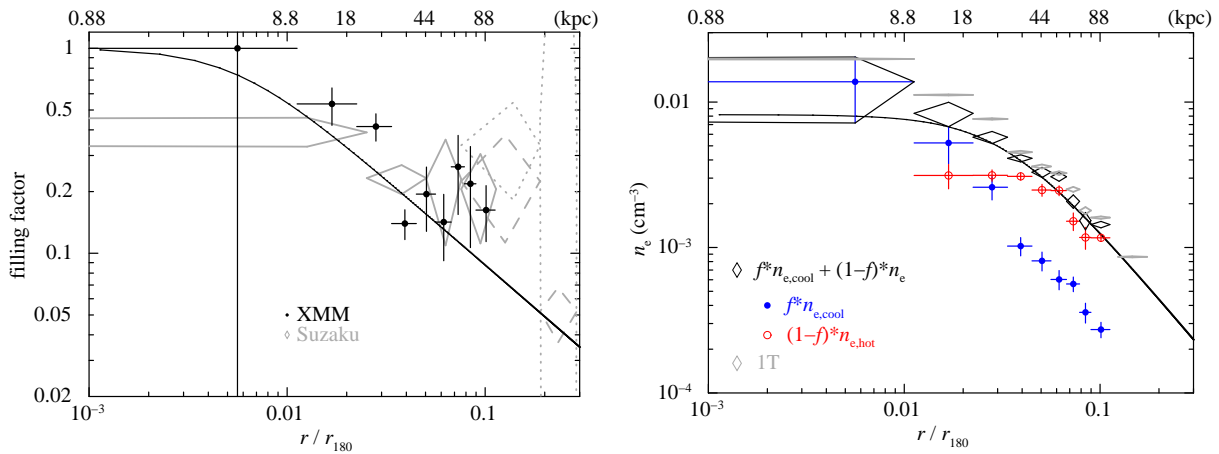 0.88 8.8 18 44 88 (kpc)
1
0.5
0.2
0.1
0.05
0.02
filling factor
XMM
Suzaku
10⁻³ 0.01 0.1
r / r₁₈₀
0.88 8.8 18 44 88 (kpc)
0.01
10⁻³
10⁻⁴
nₑ (cm⁻³)
f*n_{e,cool} + (1–f)*nₑ
f*n_{e,cool}
(1–f)*n_{e,hot}
1T
10⁻³ 0.01 0.1
r / r₁₈₀